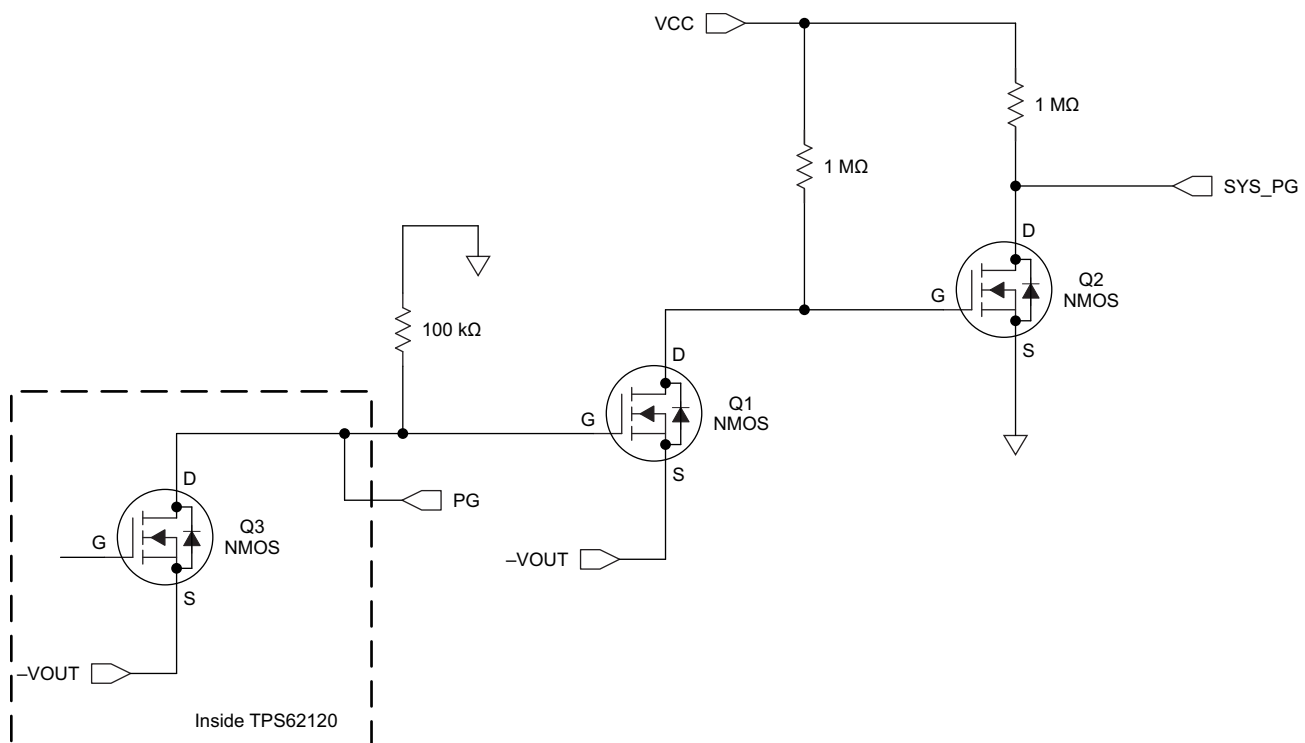 VCC
1 MΩ
1 MΩ
SYS_PG
D
G
Q2
NMOS
S
100 kΩ
D
G
Q1
NMOS
S
PG
D
G
Q3
NMOS
S
–VOUT
–VOUT
Inside TPS62120